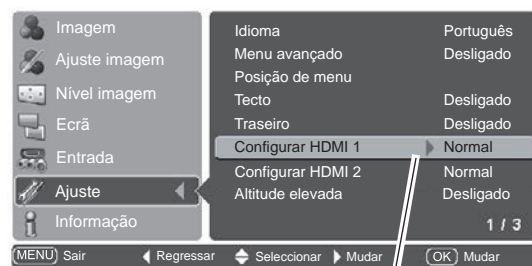 Imagem
Ajuste imagem
Nível imagem
Ecrã
Entrada
Ajuste
Informação
Idioma Português
Menu avançado Desligado
Posição de menu
Tecto Desligado
Traseiro Desligado
Configurar HDMI 1 Normal
Configurar HDMI 2 Normal
Altitude elevada Desligado
1 / 3
MENU Sair Regressar Seleccionar Mudar OK Mudar